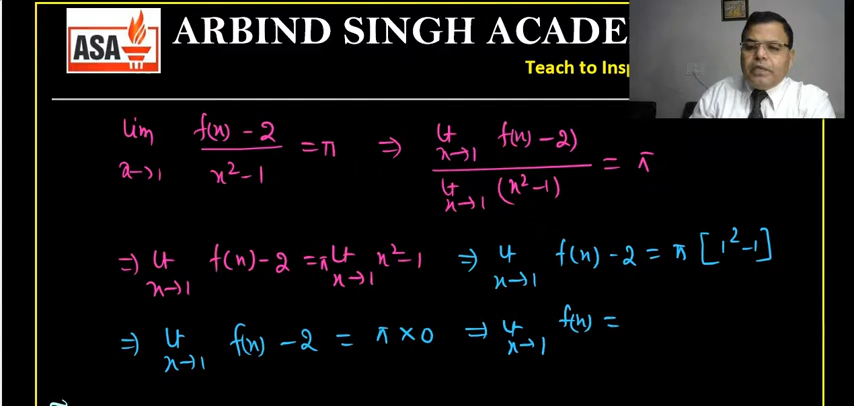 ASA
ARBIND SINGH ACADE
Teach to Insp
lim x→1 f(x) - 2 / x² - 1 = π ⇒ Lt x→1 f(x) - 2) / Lt x→1 (x² - 1) = π
⇒ Lt x→1 f(x) - 2 = π Lt x→1 x² - 1 ⇒ Lt x→1 f(x) - 2 = π [1² - 1]
⇒ Lt x→1 f(x) - 2 = π × 0 ⇒ Lt x→1 f(x) =